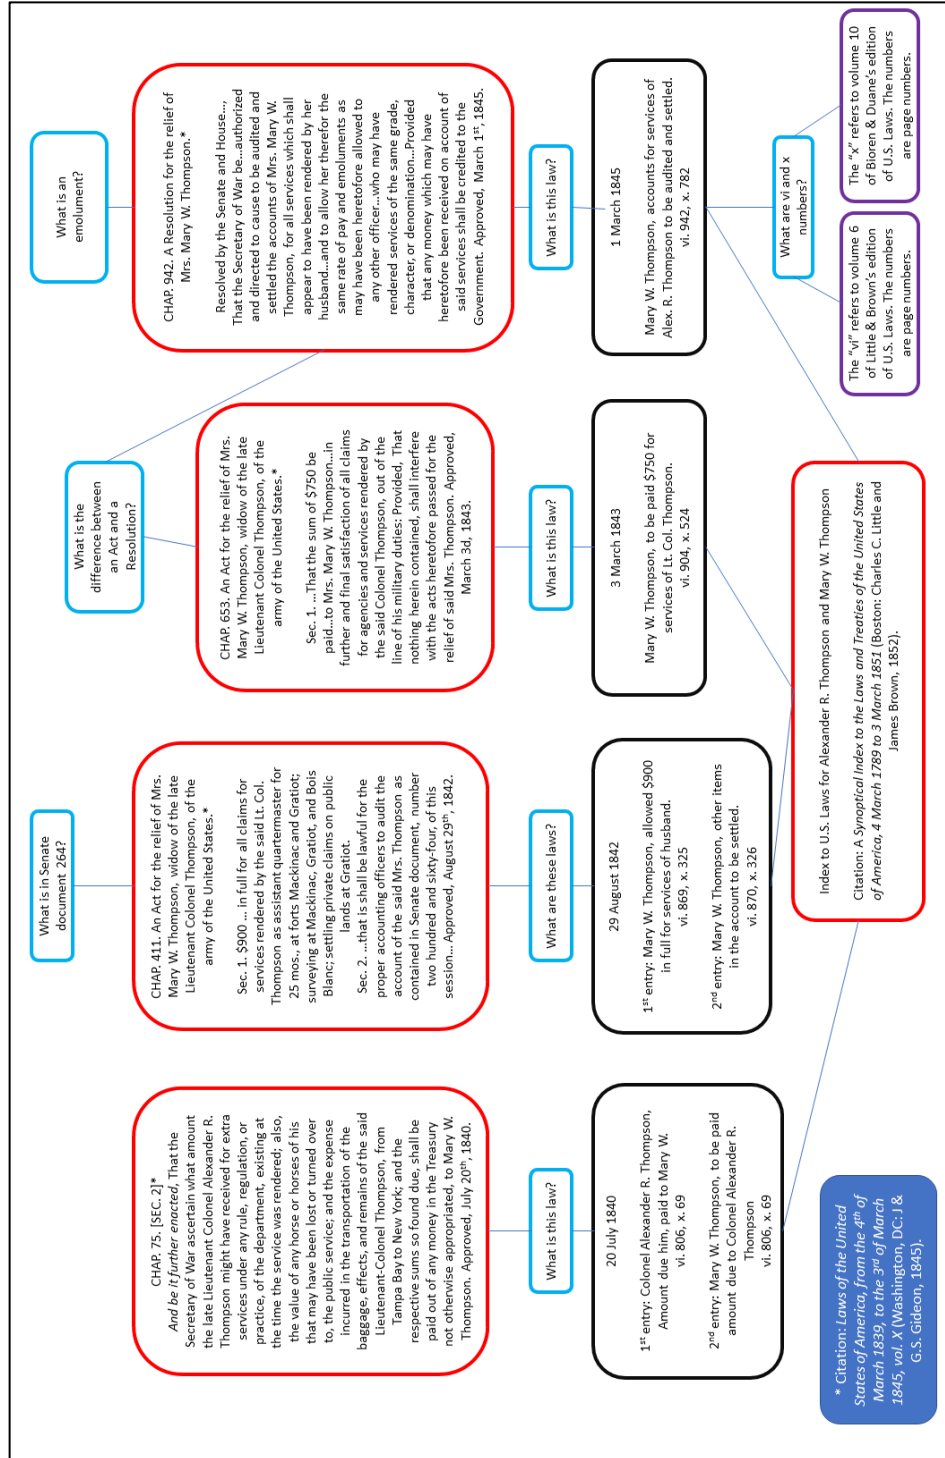 What is in Senate
document 264?
What is the
difference between
an Act and a
Resolution?
What is an
emolument?
CHAP. 75. [SEC. 2]*
And be it further enacted, That the
Secretary of War ascertain what amount
the late Lieutenant Colonel Alexander R.
Thompson might have received for extra
services under any rule, regulation, or
practice, of the department, existing at
the time the service was rendered; also,
the value of any horse or horses of his
that may have been lost or turned over
to, the public service; and the expense
incurred in the transportation of the
baggage, effects, and remains of the said
Lieutenant-Colonel Thompson, from
Tampa Bay to New York; and the
respective sums so found due, shall be
paid out of any money in the Treasury
not otherwise appropriated, to Mary W.
Thompson. Approved, July 20th, 1840.
CHAP. 411. An Act for the relief of Mrs.
Mary W. Thompson, widow of the late
Lieutenant Colonel Thompson, of the
army of the United States.*
Sec. 1. $900 ... in full for all claims for
services rendered by the said Lt. Col.
Thompson as assistant quartermaster for
25 mos., at forts Mackinac and Gratiot;
surveying at Mackinac, Gratiot, and Bois
Blanc; settling private claims on public
lands at Gratiot.
Sec. 2. ...that is shall be lawful for the
proper accounting officers to audit the
account of the said Mrs. Thompson as
contained in Senate document, number
two hundred and sixty-four, of this
session... Approved, August 29th, 1842.
CHAP. 653. An Act for the relief of Mrs.
Mary W. Thompson, widow of the late
Lieutenant Colonel Thompson, of the
army of the United States.*
Sec. 1. ...That the sum of $750 be
paid...to Mrs. Mary W. Thompson...in
further and final satisfaction of all claims
for agencies and services rendered by
the said Colonel Thompson, out of the
line of his military duties: Provided, That
nothing herein contained, shall interfere
with the acts heretofore passed for the
relief of said Mrs. Thompson. Approved,
March 3d, 1843.
CHAP. 942. A Resolution for the relief of
Mrs. Mary W. Thompson.*
Resolved by the Senate and House...,
That the Secretary of War be...authorized
and directed to cause to be audited and
settled the accounts of Mrs. Mary W.
Thompson, for all services which shall
appear to have been rendered by her
husband...and to allow her therefor the
same rate of pay and emoluments as
may have been heretofore allowed to
any other officer...who may have
rendered services of the same grade,
character, or denomination...Provided
that any money which may have
heretofore been received on account of
said services shall be credited to the
Government. Approved, March 1st, 1845.
What is this law?
What are these laws?
What is this law?
What is this law?
20 July 1840
1st entry: Colonel Alexander R. Thompson,
Amount due him, paid to Mary W.
vi. 806, x. 69
2nd entry: Mary W. Thompson, to be paid
amount due to Colonel Alexander R.
Thompson
vi. 806, x. 69
29 August 1842
1st entry: Mary W. Thompson, allowed $900
in full for services of husband.
vi. 869, x. 325
2nd entry: Mary W. Thompson, other items
in the account to be settled.
vi. 870, x. 326
3 March 1843
Mary W. Thompson, to be paid $750 for
services of Lt. Col. Thompson.
vi. 904, x. 524
1 March 1845
Mary W. Thompson, accounts for services of
Alex. R. Thompson to be audited and settled.
vi. 942, x. 782
What are vi and x
numbers?
* Citation: Laws of the United
States of America, from the 4th of
March 1839, to the 3rd of March
1845, vol. X (Washington, DC: J &
G.S. Gideon, 1845).
Index to U.S. Laws for Alexander R. Thompson and Mary W. Thompson
Citation: A Synoptical Index to the Laws and Treaties of the United States
of America, 4 March 1789 to 3 March 1851 (Boston: Charles C. Little and
James Brown, 1852).
The "vi" refers to volume 6
of Little & Brown's edition
of U.S. Laws. The numbers
are page numbers.
The "x" refers to volume 10
of Bioren & Duane's edition
of U.S. Laws. The numbers
are page numbers.